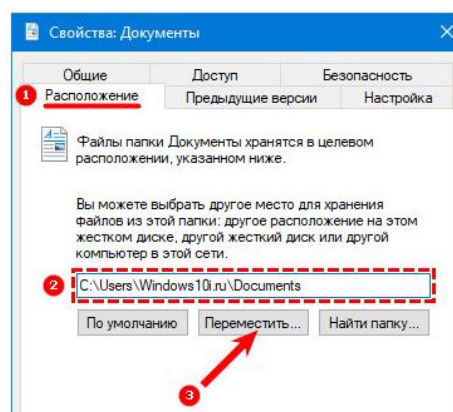 Свойства: Документы
Общие Доступ Безопасность
1 Расположение Предыдущие версии Настройка
Файлы папки Документы хранятся в целевом
расположении, указанном ниже.
Вы можете выбрать другое место для хранения
файлов из этой папки: другое расположение на этом
жестком диске, другой жесткий диск или другой
компьютер в этой сети.
2 C:\Users\Windows10i.ru\Documents
По умолчанию Переместить... Найти папку...
3